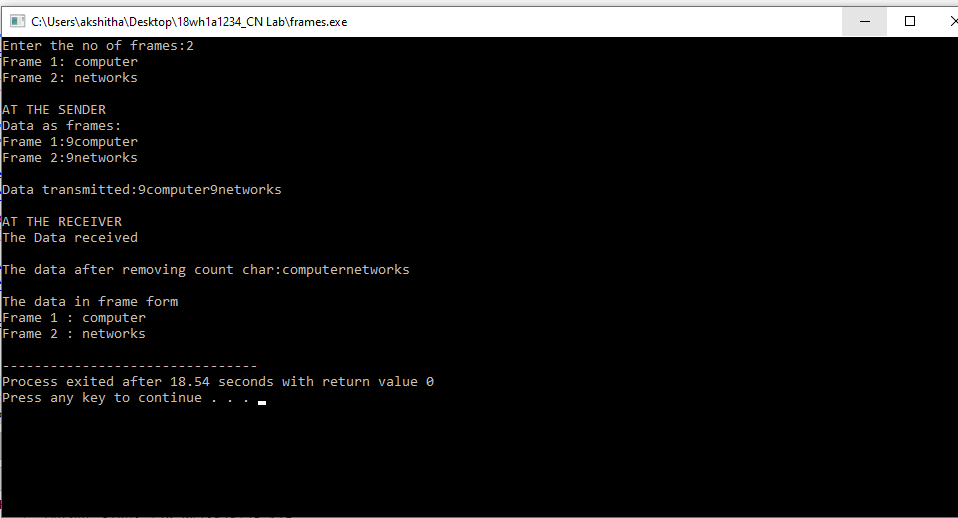 C:\Users\akshitha\Desktop\18wh1a1234_CN Lab\frames.exe
Enter the no of frames:2
Frame 1: computer
Frame 2: networks
AT THE SENDER
Data as frames:
Frame 1:9computer
Frame 2:9networks
Data transmitted:9computer9networks
AT THE RECEIVER
The Data received
The data after removing count char:computernetworks
The data in frame form
Frame 1 : computer
Frame 2 : networks
--------------------------------
Process exited after 18.54 seconds with return value 0
Press any key to continue . . .